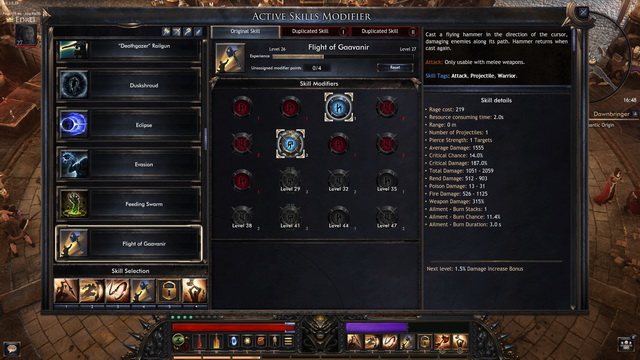 ACTIVE SKILLS MODIFIER
"Deathgazer" Railgun
Duskshroud
Eclipse
Evasion
Feeding Swarm
Flight of Gaavanir
Skill Selection
Original Skill
Duplicated Skill
Duplicated Skill
Level 26
Flight of Gaavanir
Level 27
Experience
Unassigned modifier points:
0/4
Reset
Skill Modifiers
Level 29
Level 32
Level 35
Level 38
Level 41
Level 44
Level 47
Cast a flying hammer in the direction of the cursor,
damaging enemies along its path. Hammer returns when
cast again.
Attack: Only usable with melee weapons.
Skill Tags: Attack, Projectile, Warrior.
Skill details
- Rage cost: 219
- Resource consuming time: 2.0s
- Range: 0 m
- Number of Projectiles: 1
- Pierce Strength: 1 Targets
- Average Damage: 1555
- Critical Chance: 14.0%
- Critical Damage: 187.0%
- Total Damage: 1051 - 2059
- Rend Damage: 512 - 903
- Poison Damage: 13 - 31
- Fire Damage: 526 - 1125
- Weapon Damage: 315%
- Ailment - Burn Stacks: 1
- Ailment - Burn Chance: 11.4%
- Ailment - Burn Duration: 3.0 s
Next level: 1.5% Damage Increase Bonus
16:48
Dawnbringer